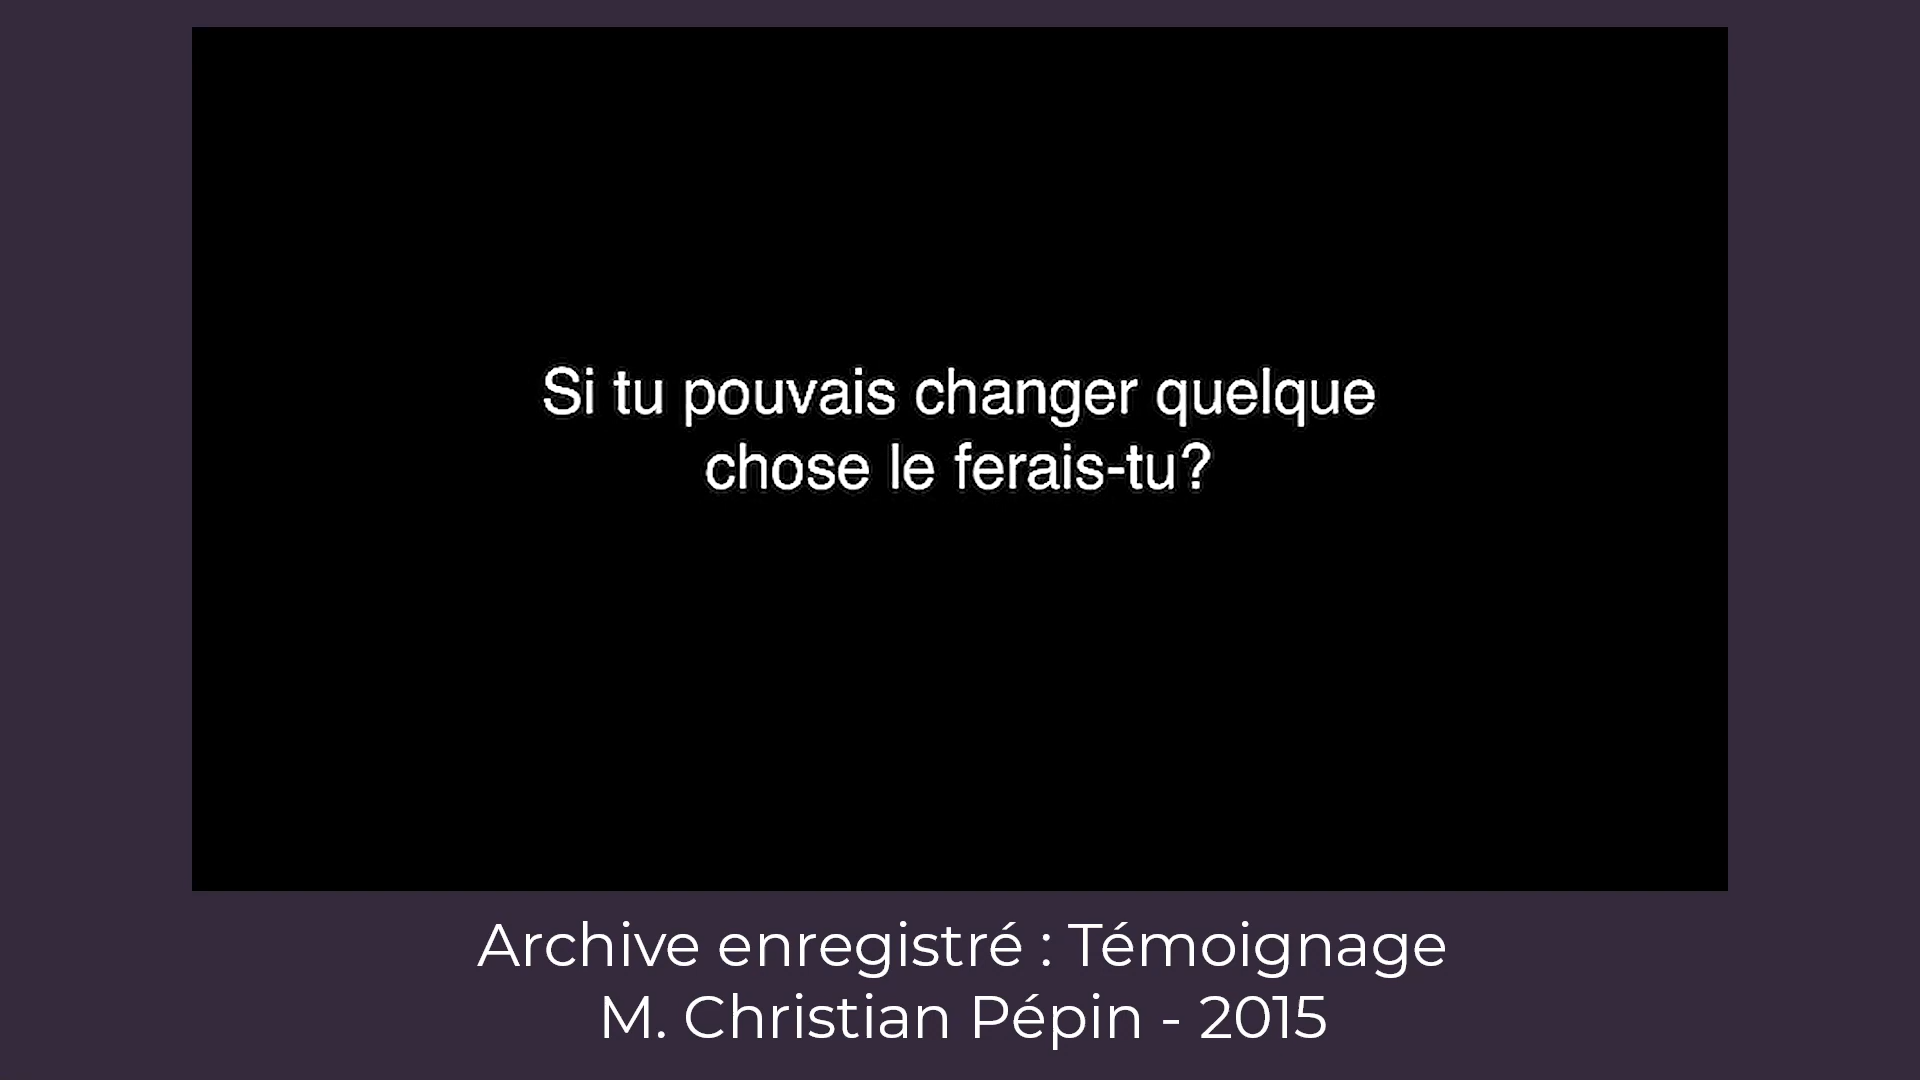 Si tu pouvais changer quelque
chose le ferais-tu?
Archive enregistré : Témoignage
M. Christian Pépin - 2015